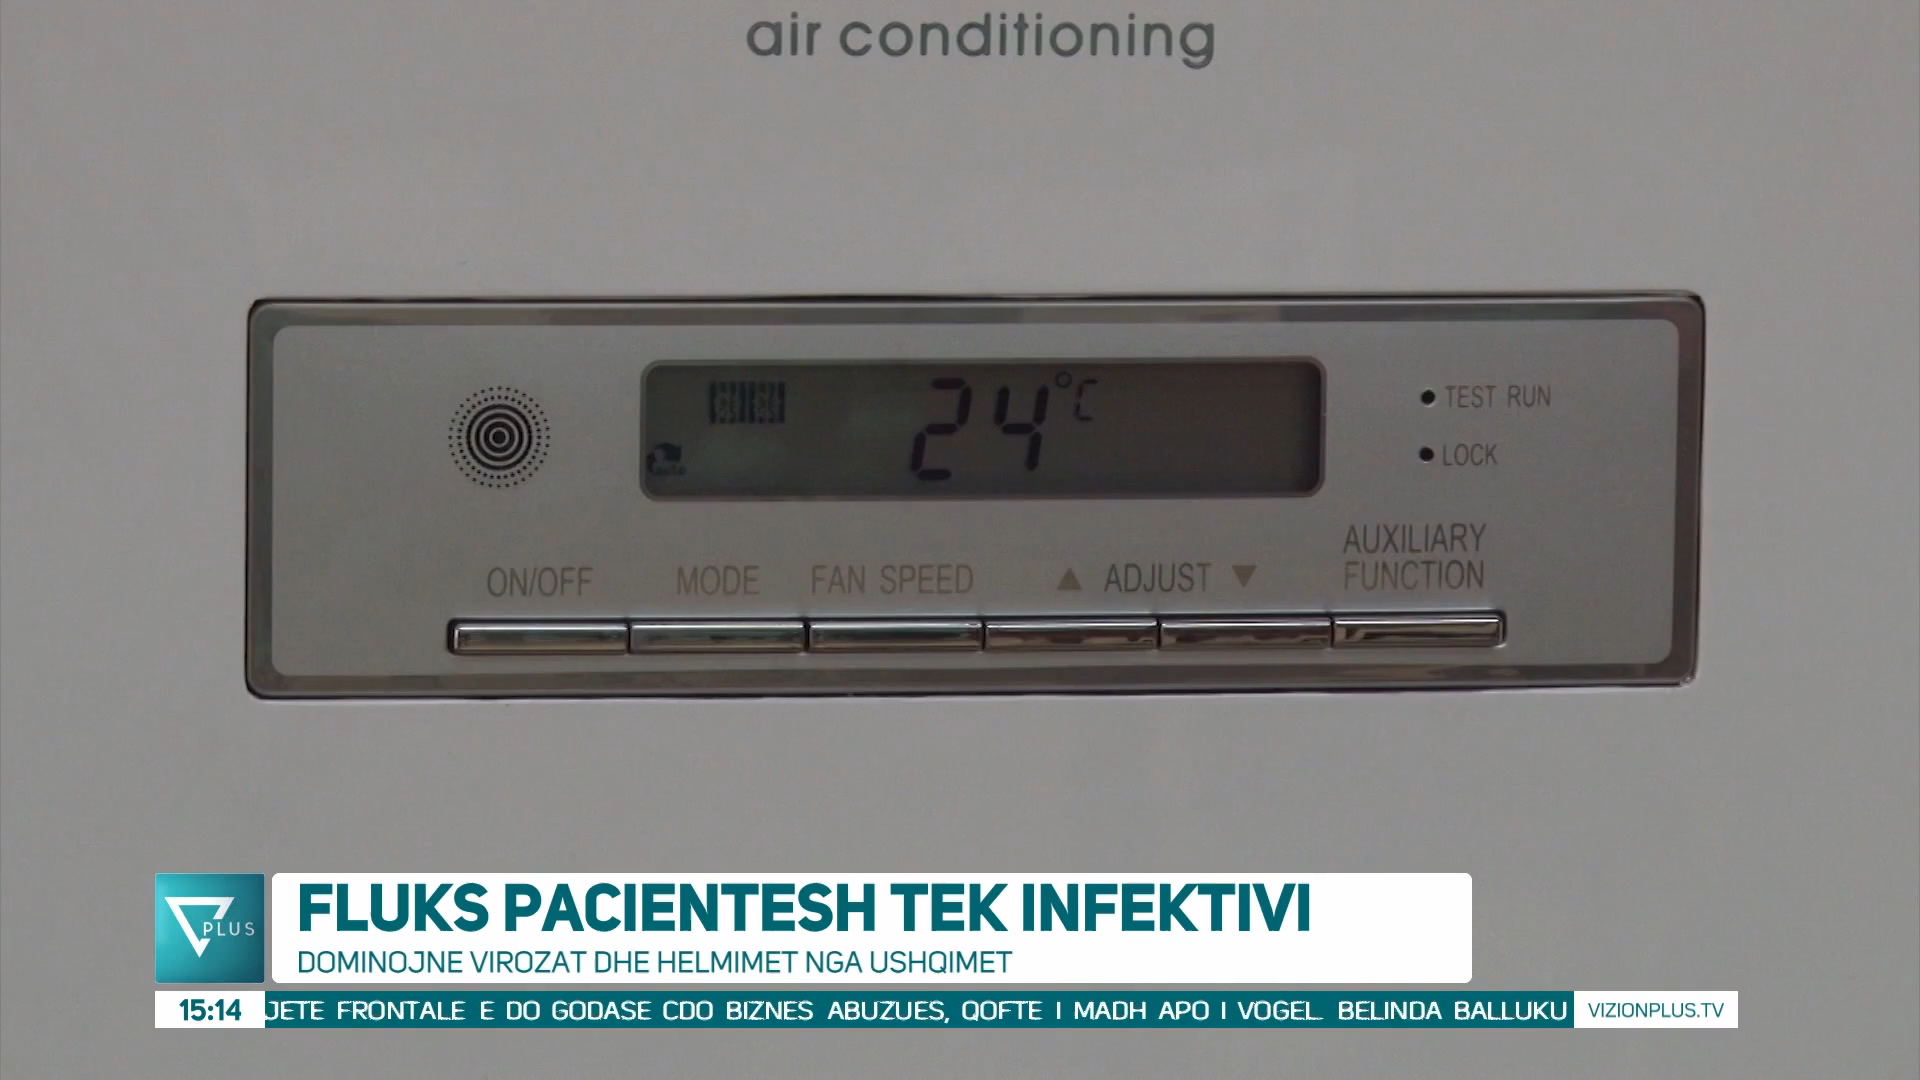 air conditioning
24°C
auto
TEST RUN
LOCK
ON/OFF
MODE
FAN SPEED
▲ ADJUST ▼
AUXILIARY
FUNCTION
PLUS
FLUKS PACIENTESH TEK INFEKTIVI
DOMINOJNE VIROZAT DHE HELMIMET NGA USHQIMET
15:14
JETE FRONTALE E DO GODASE CDO BIZNES ABUZUES, QOFTE I MADH APO I VOGEL. BELINDA BALLUKU
VIZIONPLUS.TV